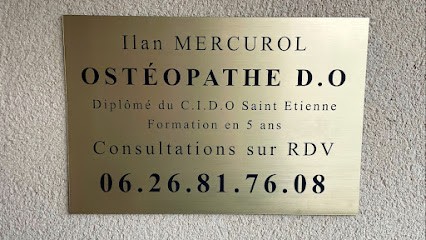 Ilan MERCUROL
OSTÉOPATHE D.O
Diplômé du C.I.D.O Saint Etienne
Formation en 5 ans
Consultations sur RDV
06.26.81.76.08